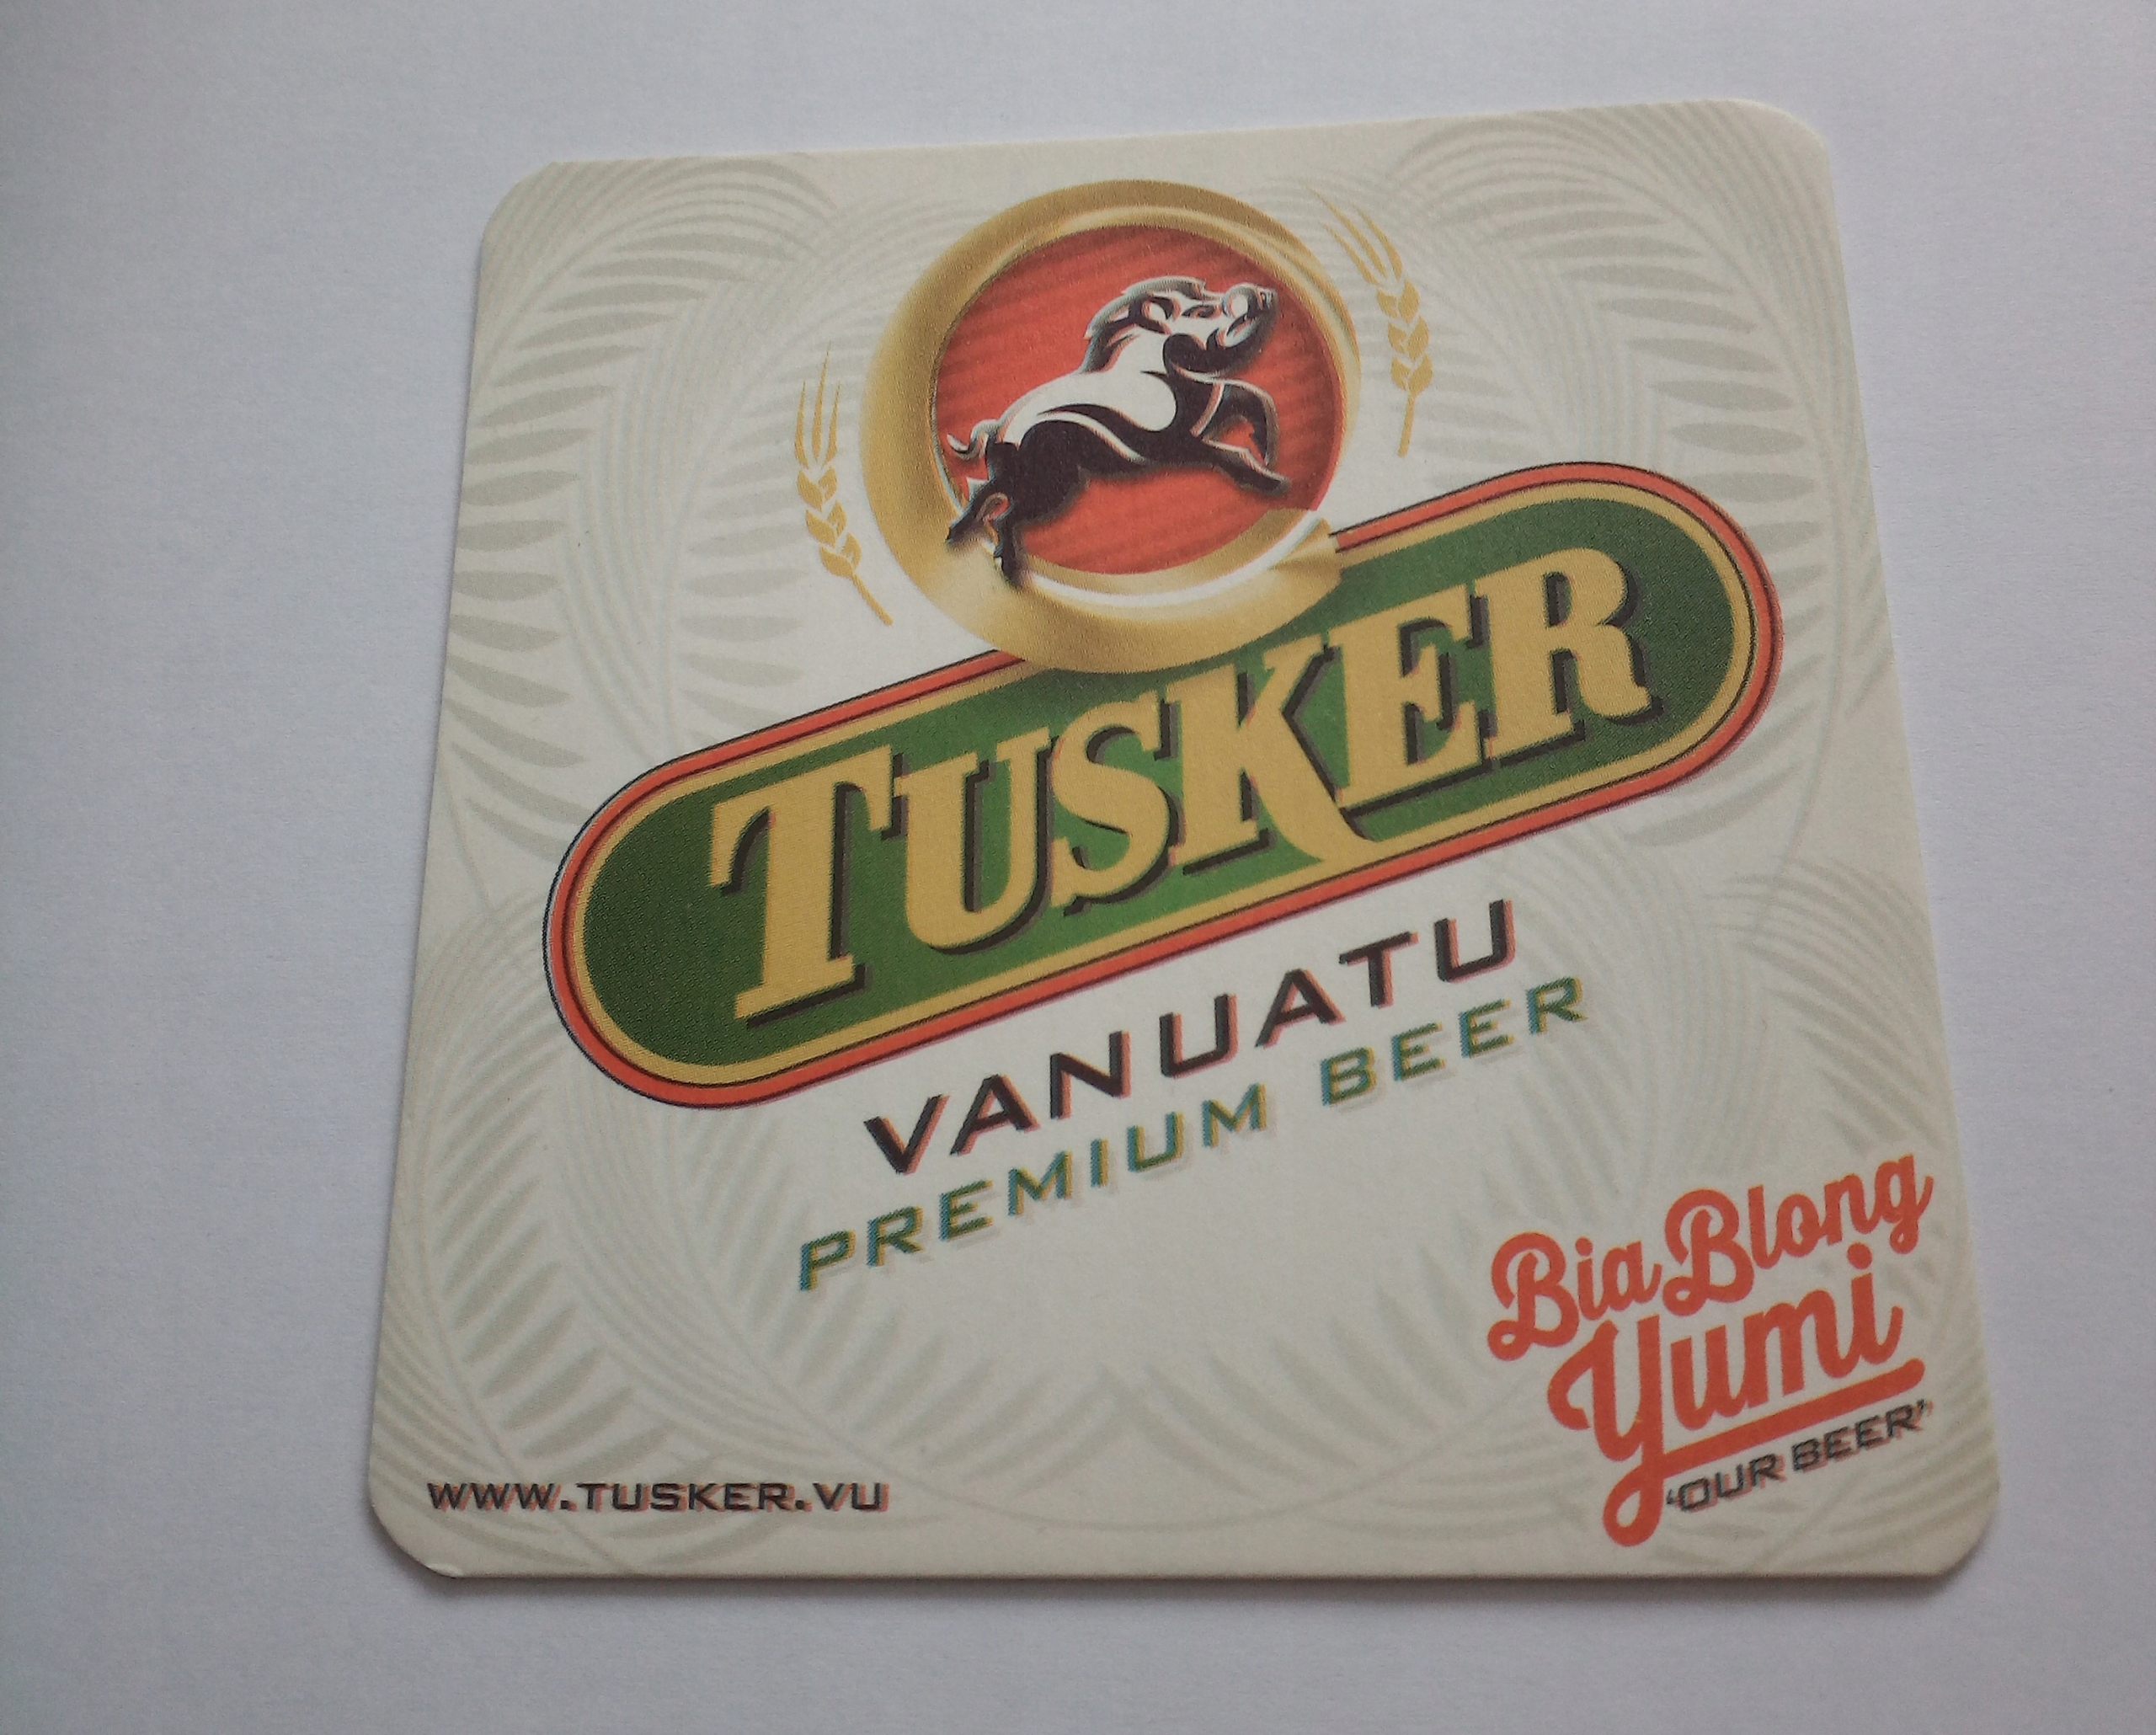 TUSKER
VANUATU
PREMIUM BEER
Bia Blong
Yumi
'OUR BEER'
WWW.TUSKER.VU